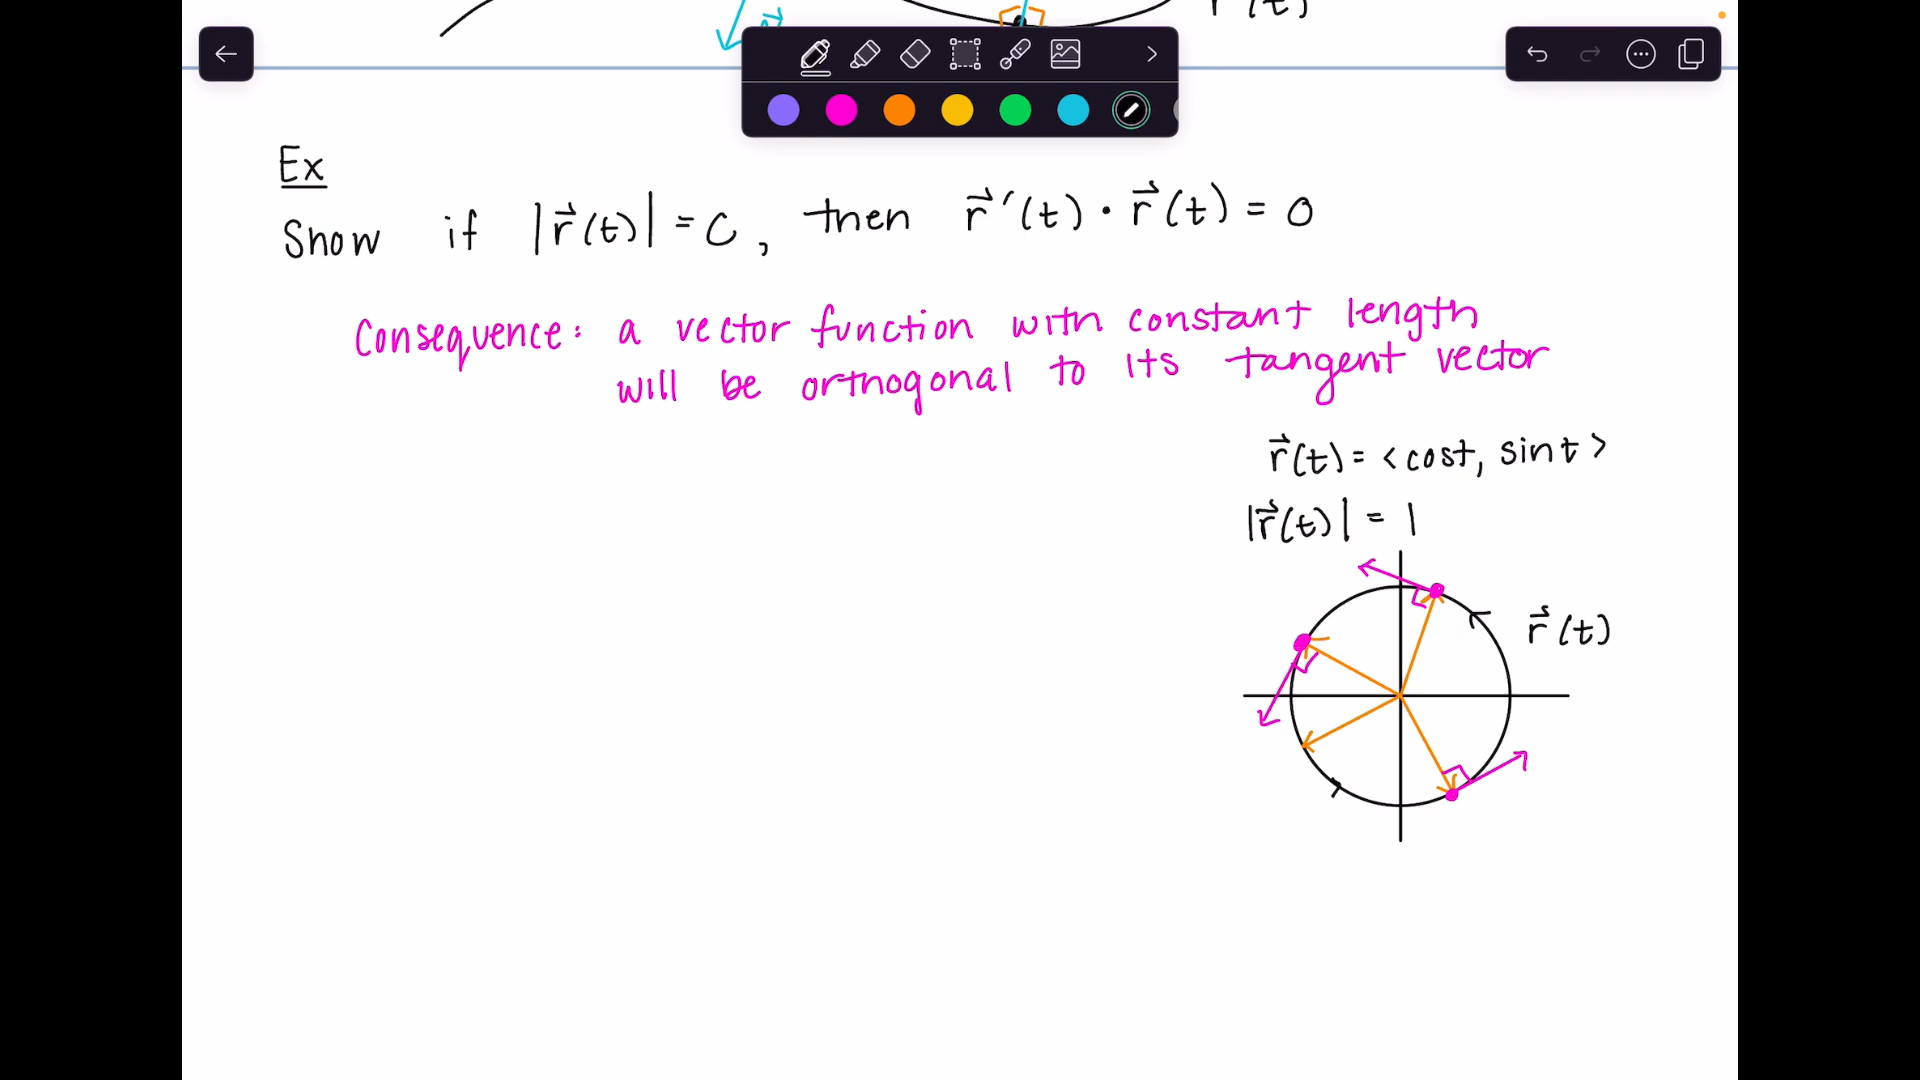 r(t)
Ex
Show if |r⃗(t)| = C, then r⃗′(t) · r⃗(t) = 0
Consequence: a vector function with constant length
will be orthogonal to its tangent vector
r⃗(t) = <cost, sint>
|r⃗(t)| = 1
r⃗(t)